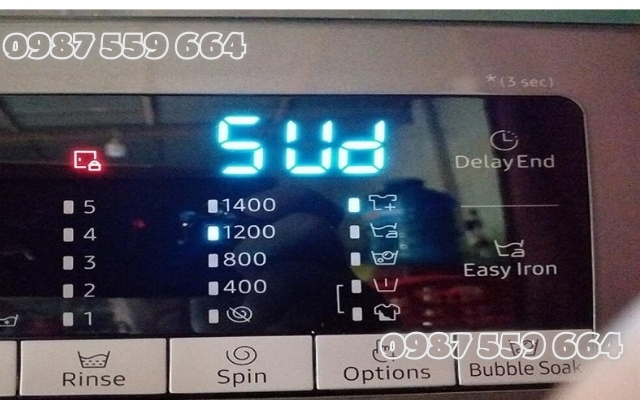 0987 559 664
* (3 sec)
SUd
Delay End
5
1400
4
1200
3
800
Easy Iron
2
400
1
0987 559 664
Rinse
Spin
Options
Bubble Soak